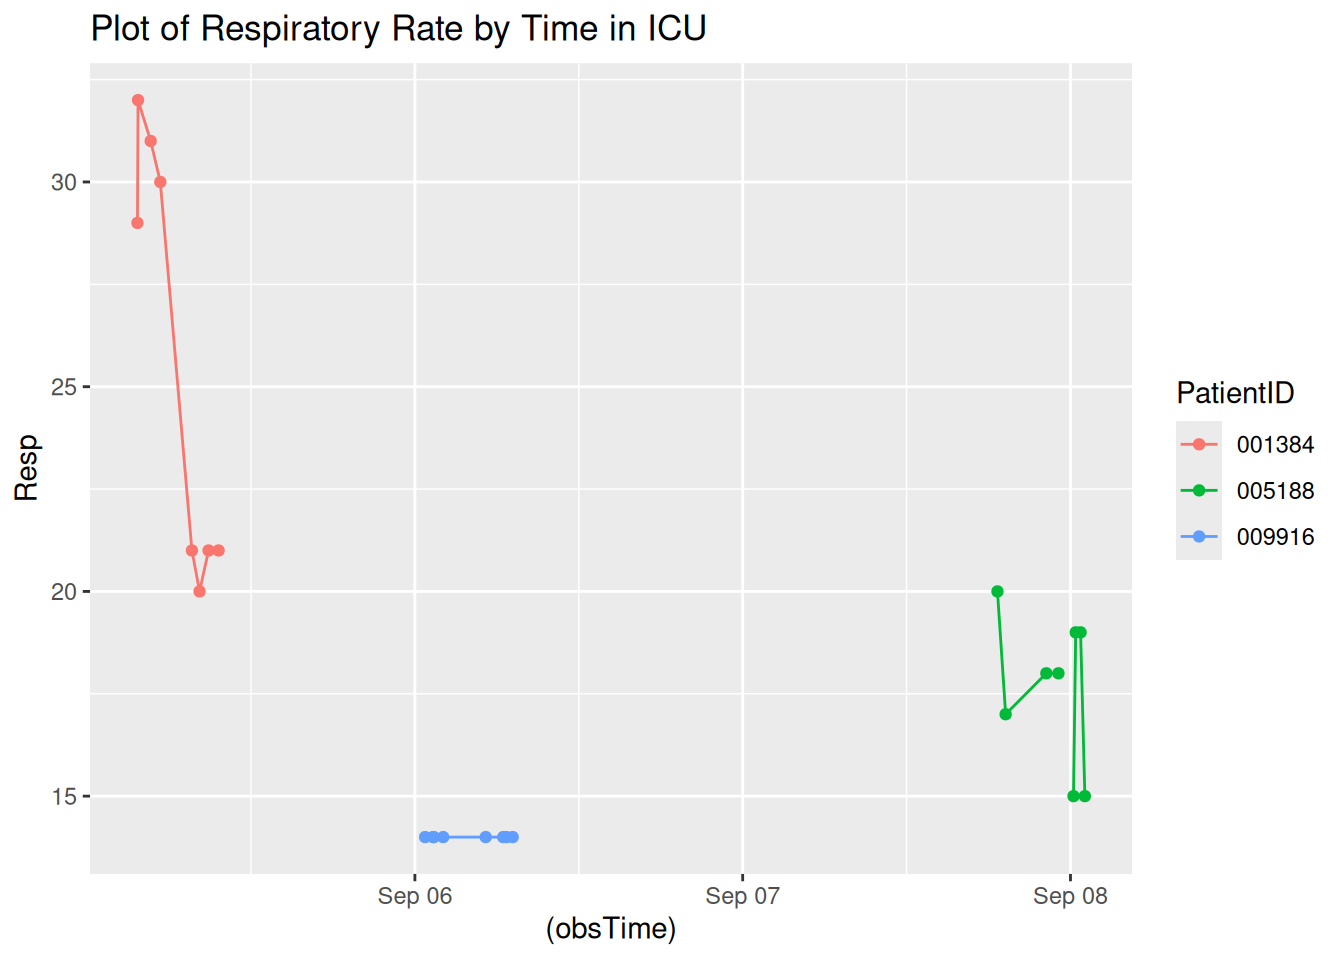 Plot of Respiratory Rate by Time in ICU
30
25
20
15
Resp
Sep 06
Sep 07
Sep 08
(obsTime)
PatientID
001384
005188
009916